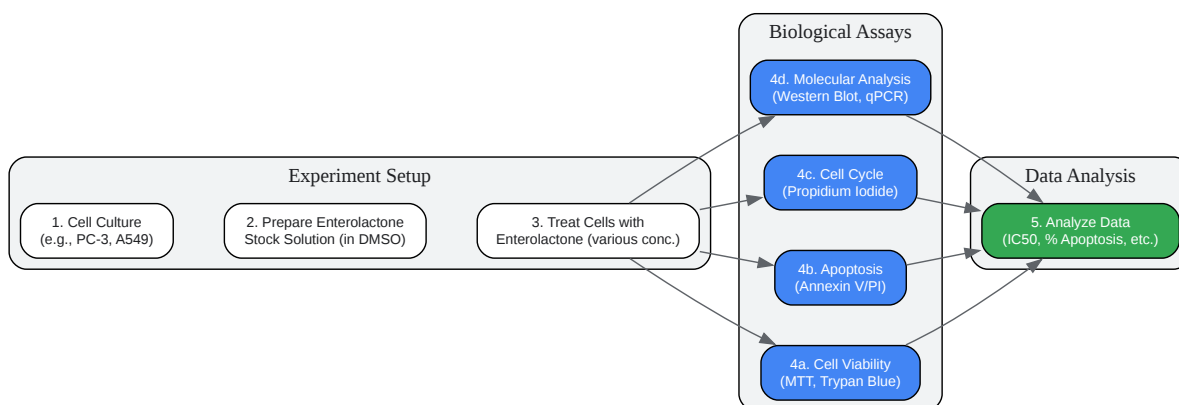 Experiment Setup
1. Cell Culture
(e.g., PC-3, A549)
2. Prepare Enterolactone
Stock Solution (in DMSO)
3. Treat Cells with
Enterolactone (various conc.)
Biological Assays
4d. Molecular Analysis
(Western Blot, qPCR)
4c. Cell Cycle
(Propidium Iodide)
4b. Apoptosis
(Annexin V/PI)
4a. Cell Viability
(MTT, Trypan Blue)
Data Analysis
5. Analyze Data
(IC50, % Apoptosis, etc.)